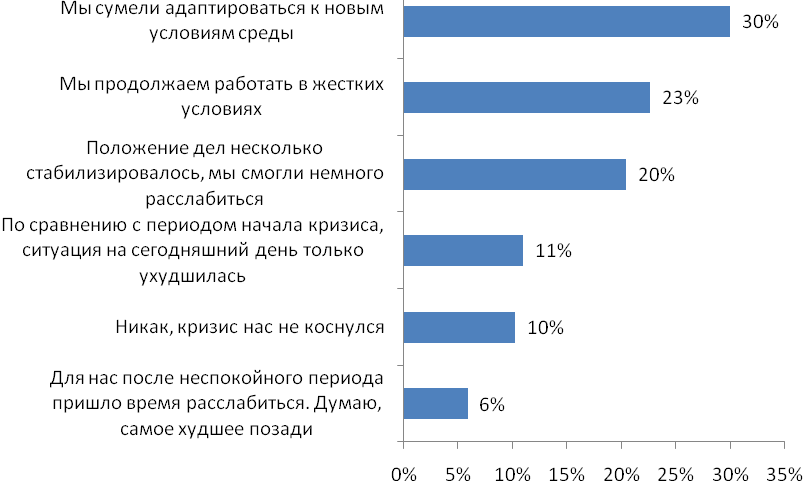 Мы сумели адаптироваться к новым
условиям среды
30%
Мы продолжаем работать в жестких
условиях
23%
Положение дел несколько
стабилизировалось, мы смогли немного
расслабиться
20%
По сравнению с периодом начала кризиса,
ситуация на сегодняшний день только
ухудшилась
11%
Никак, кризис нас не коснулся
10%
Для нас после неспокойного периода
пришло время расслабиться. Думаю,
самое худшее позади
6%
0% 5% 10% 15% 20% 25% 30% 35%